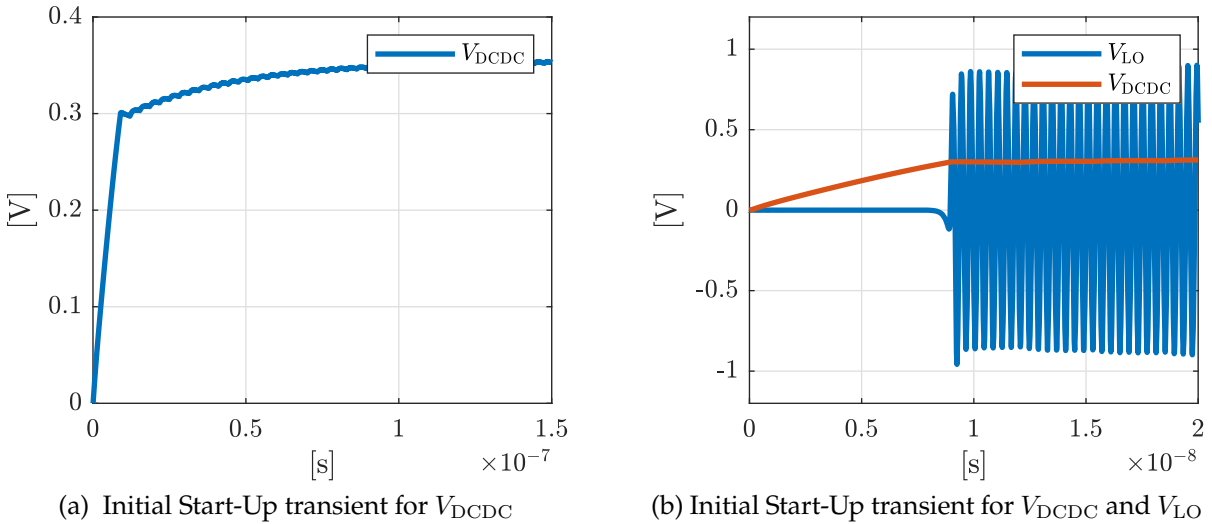 0.4
0.3
0.2
0.1
0
[V]
V_DCDC
0
0.5
1
1.5
[s]
×10⁻⁷
(a) Initial Start-Up transient for V_DCDC
1
0.5
0
-0.5
-1
[V]
V_LO
V_DCDC
0
0.5
1
1.5
2
[s]
×10⁻⁸
(b) Initial Start-Up transient for V_DCDC and V_LO